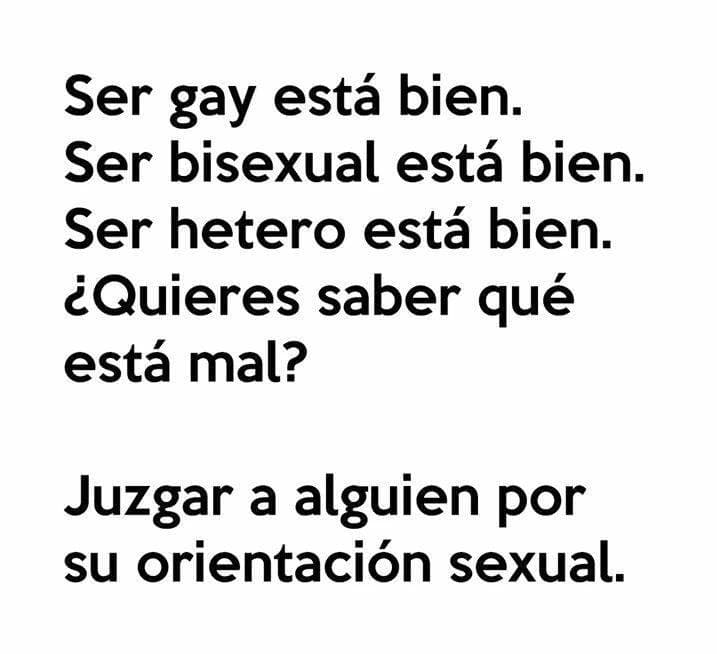 Ser gay está bien.
Ser bisexual está bien.
Ser hetero está bien.
¿Quieres saber qué
está mal?
Juzgar a alguien por
su orientación sexual.